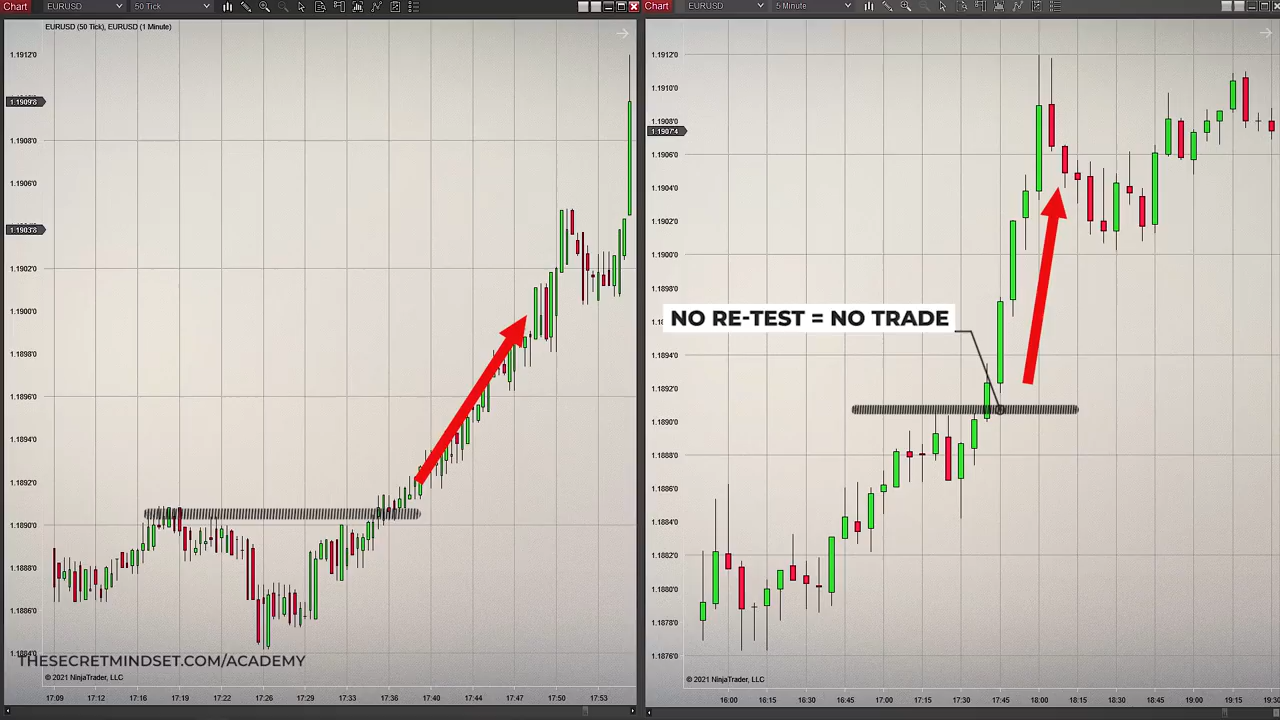 Chart
EURUSD
50 Tick
EURUSD (50 Tick), EURUSD (1 Minute)
1.1912'0
1.1909'8
1.1908'0
1.1906'0
1.1903'8
1.1902'0
1.1900'0
1.1898'0
1.1896'0
1.1894'0
1.1892'0
1.1890'0
1.1888'0
1.1886'0
THESECRETMINDSET.COM/ACADEMY
© 2021 NinjaTrader, LLC
17:09 17:12 17:16 17:19 17:22 17:26 17:29 17:33 17:36 17:40 17:44 17:47 17:50 17:53
Chart
EURUSD
5 Minute
1.1912'0
1.1910'0
1.1908'0
1.1907'4
1.1906'0
1.1904'0
1.1902'0
1.1900'0
1.1898'0
NO RE-TEST = NO TRADE
1.1894'0
1.1892'0
1.1890'0
1.1888'0
1.1886'0
1.1884'0
1.1882'0
1.1880'0
1.1878'0
1.1876'0
© 2021 NinjaTrader, LLC
16:00 16:15 16:30 16:45 17:00 17:15 17:30 17:45 18:00 18:15 18:30 18:45 19:00 19:15